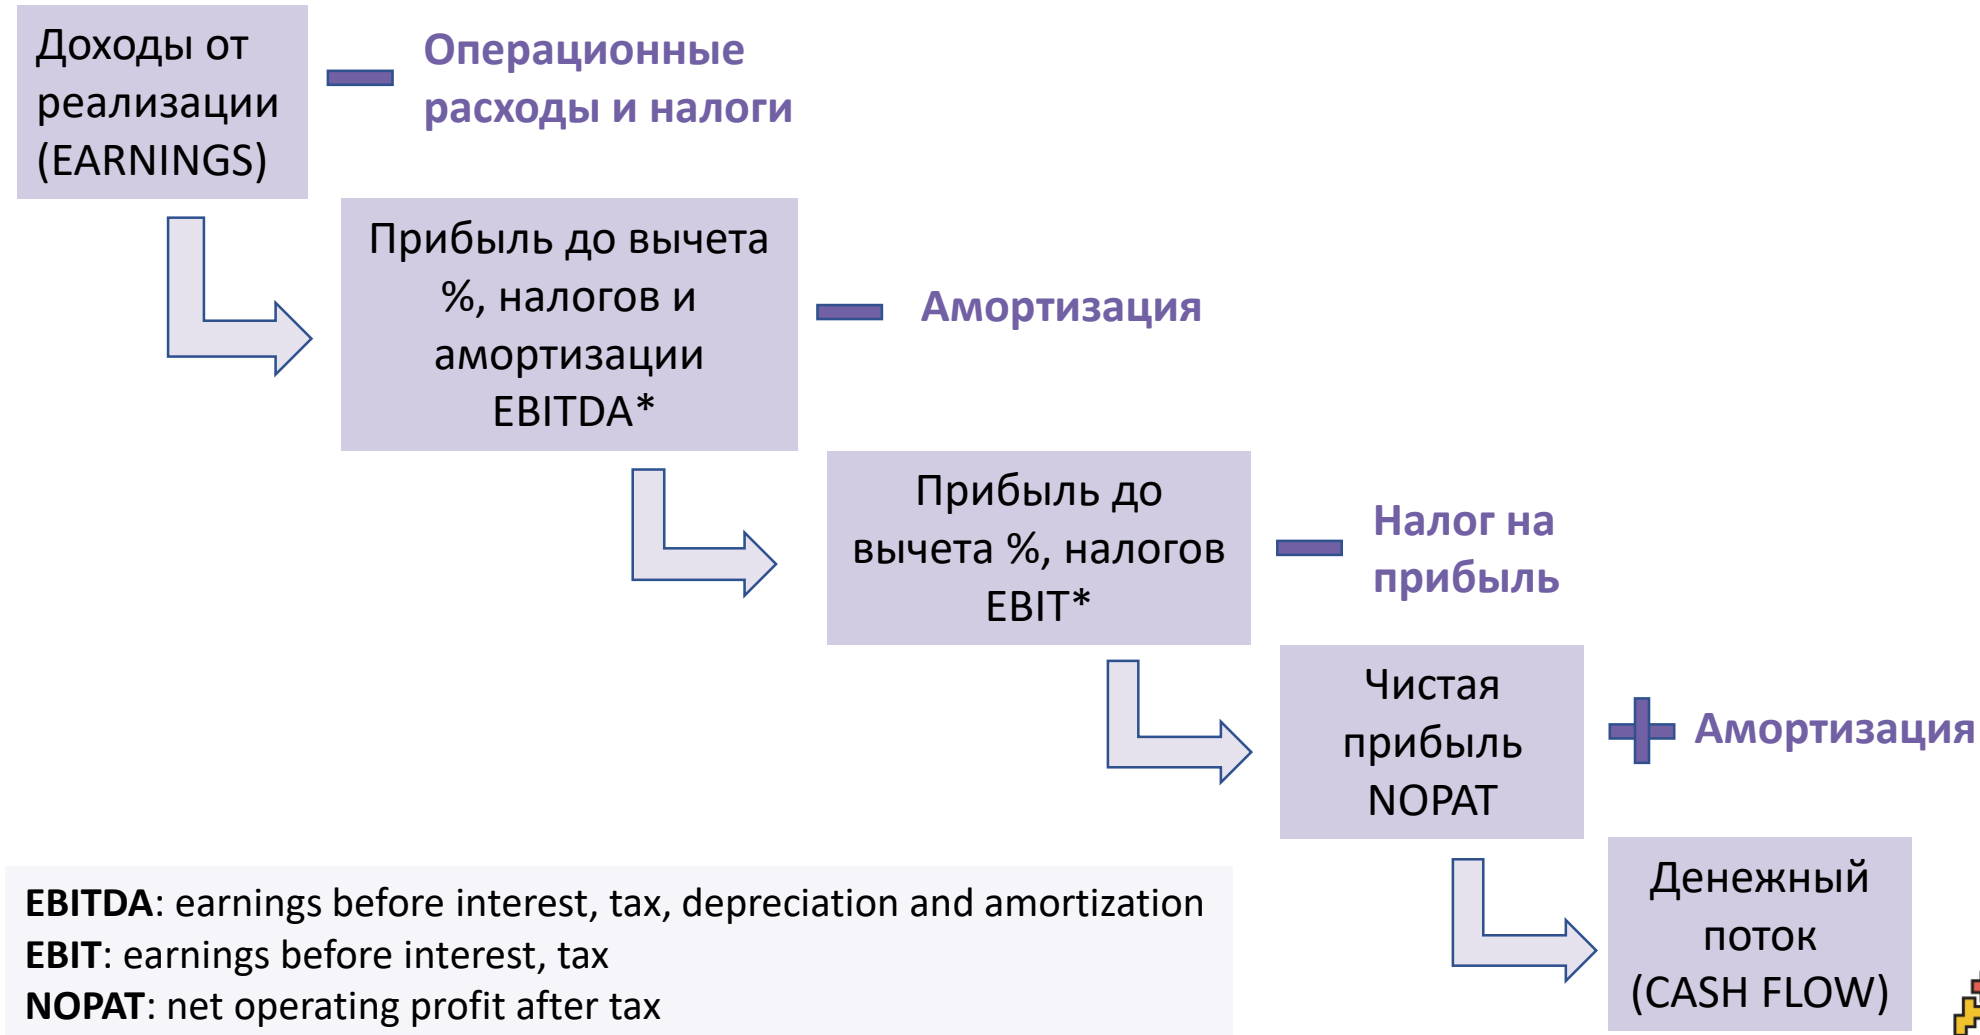 Доходы от
реализации
(EARNINGS)
Операционные
расходы и налоги
Прибыль до вычета
%, налогов и
амортизации
EBITDA*
Амортизация
Прибыль до
вычета %, налогов
EBIT*
Налог на
прибыль
Чистая
прибыль
NOPAT
Амортизация
Денежный
поток
(CASH FLOW)
EBITDA: earnings before interest, tax, depreciation and amortization
EBIT: earnings before interest, tax
NOPAT: net operating profit after tax